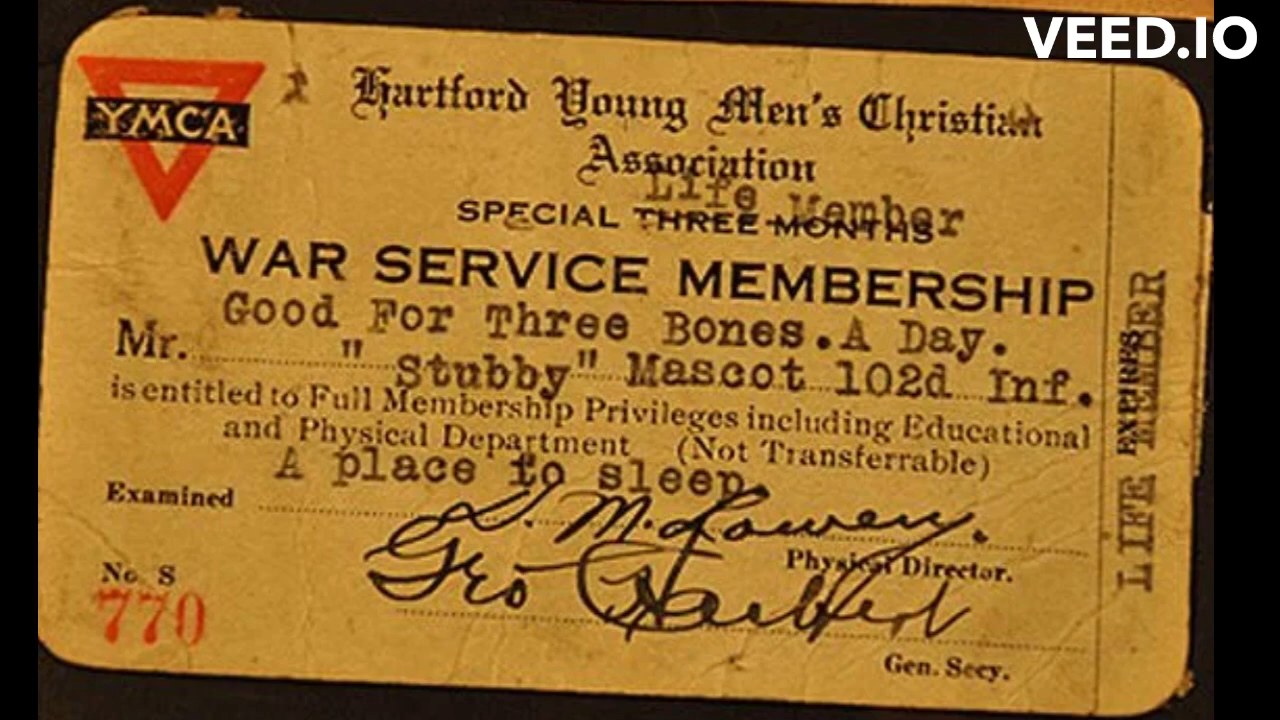 VEED.IO
YMCA
Hartford Young Men's Christian
Association
Life Member
SPECIAL THREE MONTHS
WAR SERVICE MEMBERSHIP
Good For Three Bones.A Day.
Mr. "Stubby" Mascot 102d Inf.
is entitled to Full Membership Privileges including Educational
and Physical Department (Not Transferrable)
A place to sleep
Examined
Physical Director.
Geo
No. S
770
Gen. Secy.
EXPIRES
LIFE MEMBER